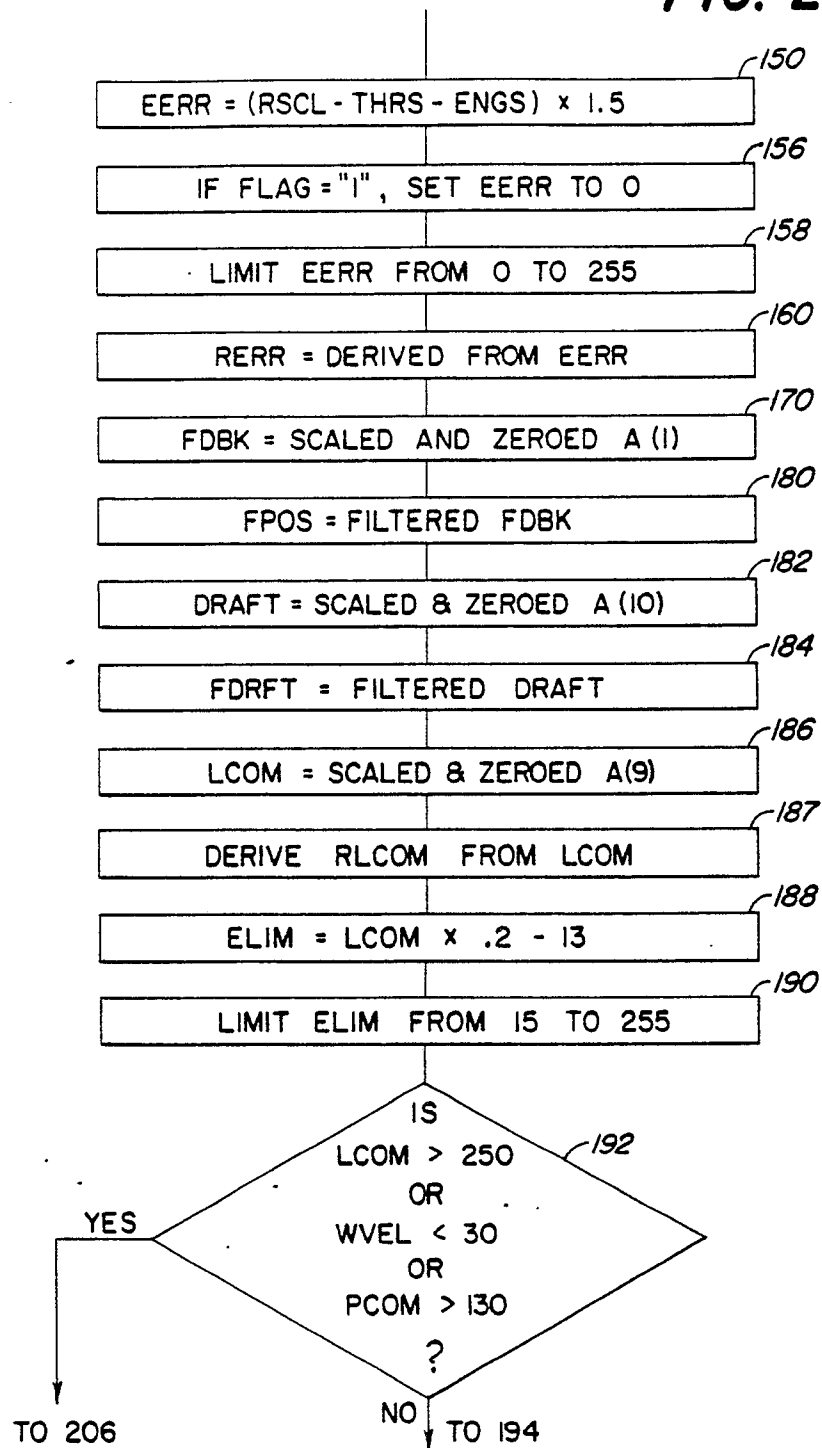 FIG. 2
150
EERR = (RSCL - THRS - ENGS) × 1.5
156
IF FLAG = "1", SET EERR TO 0
158
LIMIT EERR FROM 0 TO 255
160
RERR = DERIVED FROM EERR
170
FDBK = SCALED AND ZEROED A (1)
180
FPOS = FILTERED FDBK
182
DRAFT = SCALED & ZEROED A (10)
184
FDRFT = FILTERED DRAFT
186
LCOM = SCALED & ZEROED A(9)
187
DERIVE RLCOM FROM LCOM
188
ELIM = LCOM × .2 - 13
190
LIMIT ELIM FROM 15 TO 255
192
IS
LCOM > 250
OR
WVEL < 30
OR
PCOM > 130
?
YES
TO 206
NO
TO 194